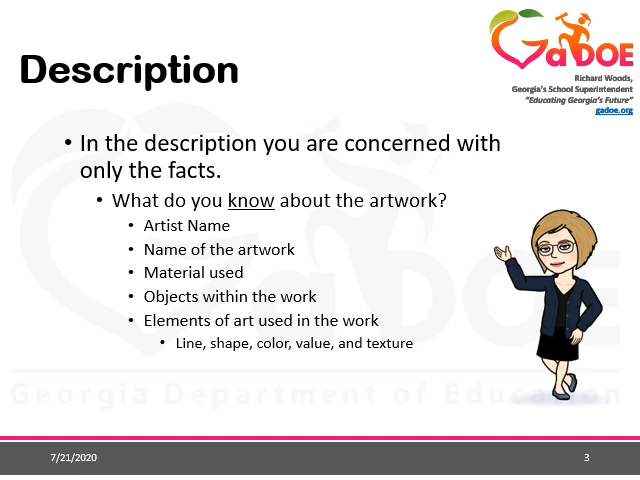 Description
GaDOE
Richard Woods,
Georgia's School Superintendent
"Educating Georgia's Future"
gadoe.org
• In the description you are concerned with
only the facts.
• What do you know about the artwork?
• Artist Name
• Name of the artwork
• Material used
• Objects within the work
• Elements of art used in the work
• Line, shape, color, value, and texture
GaDOE
Georgia Department of Education
7/21/2020
3